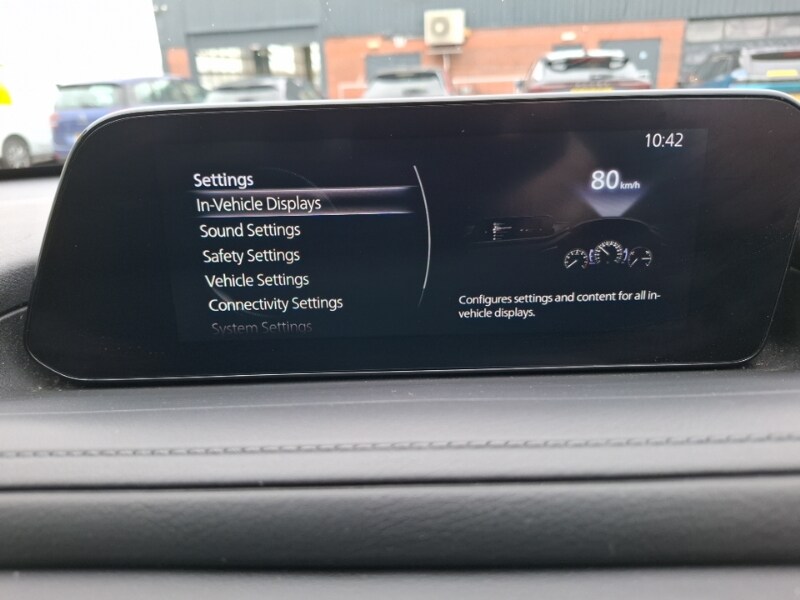 10:42
Settings
In-Vehicle Displays
Sound Settings
Safety Settings
Vehicle Settings
Connectivity Settings
System Settings
80 km/h
Configures settings and content for all in-
vehicle displays.